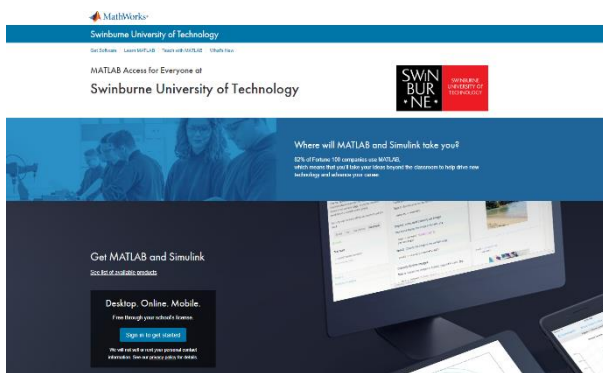 MathWorks
Swinburne University of Technology
Get Software Learn MATLAB Teach with MATLAB What's New
MATLAB Access for Everyone at
Swinburne University of Technology
SWIN
BUR
NE
SWINBURNE
UNIVERSITY OF
TECHNOLOGY
Where will MATLAB and Simulink take you?
82% of Fortune 100 companies use MATLAB,
which means that you'll take your ideas beyond the classroom to help drive new
technology and advance your career.
Get MATLAB and Simulink
See list of available products
Desktop. Online. Mobile.
Free through your school's license.
Sign in to get started
We will not sell or rent your personal contact
information. See our privacy policy for details.